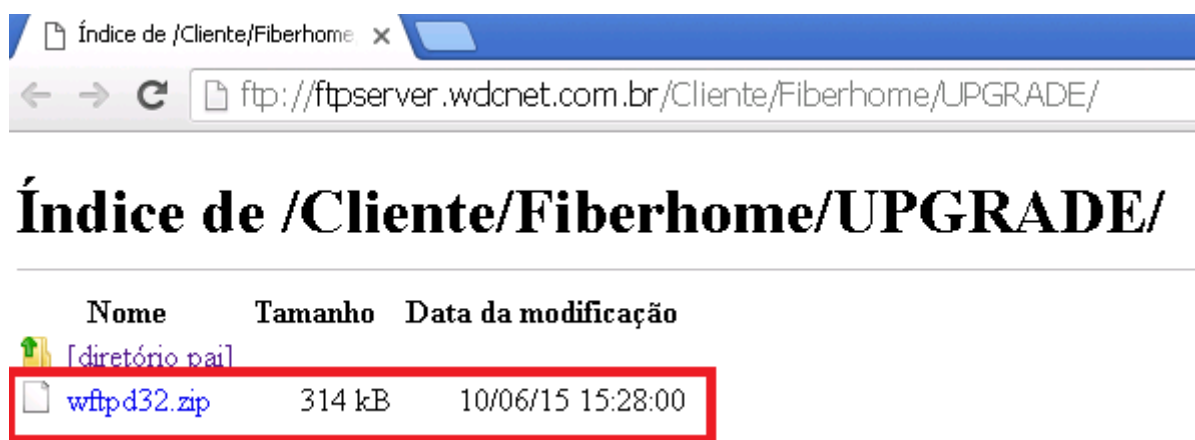 Índice de /Cliente/Fiberhome
ftp://ftpserver.wdcnet.com.br/Cliente/Fiberhome/UPGRADE/
Índice de /Cliente/Fiberhome/UPGRADE/
Nome Tamanho Data da modificação
[diretório pai]
wftpd32.zip 314 kB 10/06/15 15:28:00